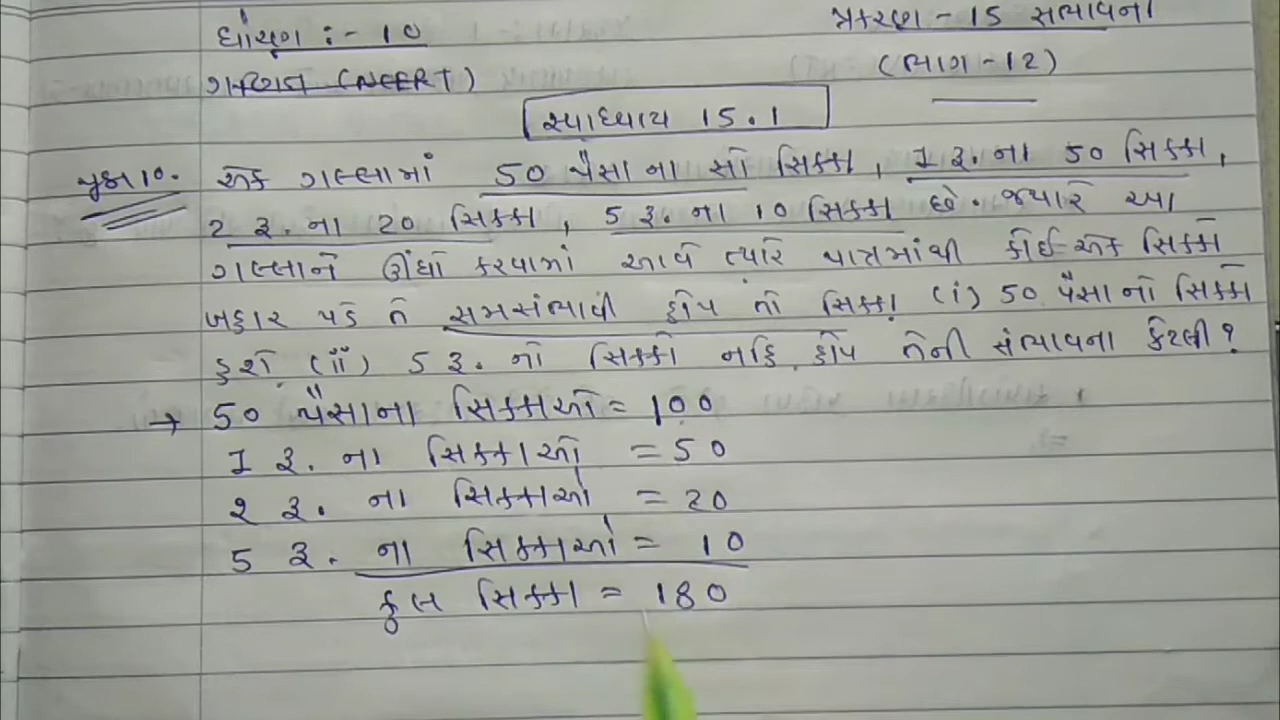 ધોરણ :- 10
પ્રકરણ - 15 સંભાવના
ગણિત (NCERT)
(ભાગ - 12)
સ્વાધ્યાય 15.1
પ્રશ્ન 10. એક ગલ્લામાં 50 પૈસાના સો સિક્કા, 1 રૂ. ના 50 સિક્કા,
2 રૂ. ના 20 સિક્કા, 5 રૂ. ના 10 સિક્કા છે. જ્યારે આ
ગલ્લાને ઊંધો કરવામાં આવે ત્યારે તેમાંથી કોઈ એક સિક્કો
બહાર પડે તે સમસંભાવી હોય તો સિક્કા (i) 50 પૈસાનો સિક્કો
હશે (ii) 5 રૂ. નો સિક્કો નહિ હોય તેની સંભાવના કેટલી?
→ 50 પૈસાના સિક્કાઓ = 100
1 રૂ. ના સિક્કાઓ = 50
2 રૂ. ના સિક્કાઓ = 20
5 રૂ. ના સિક્કાઓ = 10
કુલ સિક્કા = 180